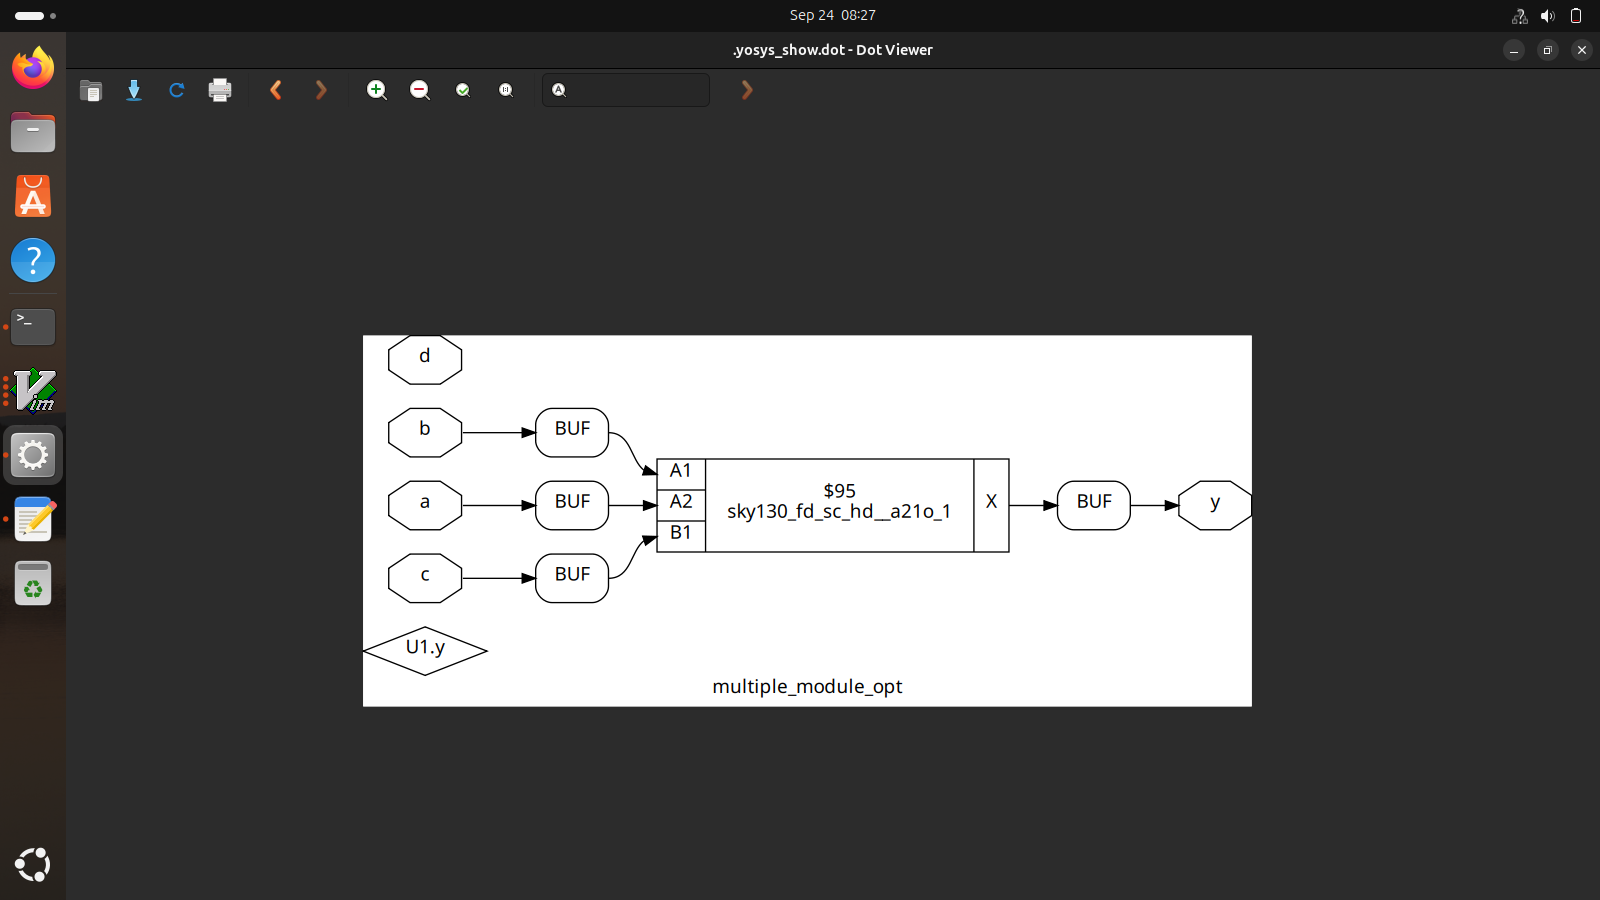 Sep 24 08:27
.yosys_show.dot - Dot Viewer
d
b
BUF
a
BUF
c
BUF
A1
A2
B1
$95
sky130_fd_sc_hd__a21o_1
X
BUF
y
U1.y
multiple_module_opt